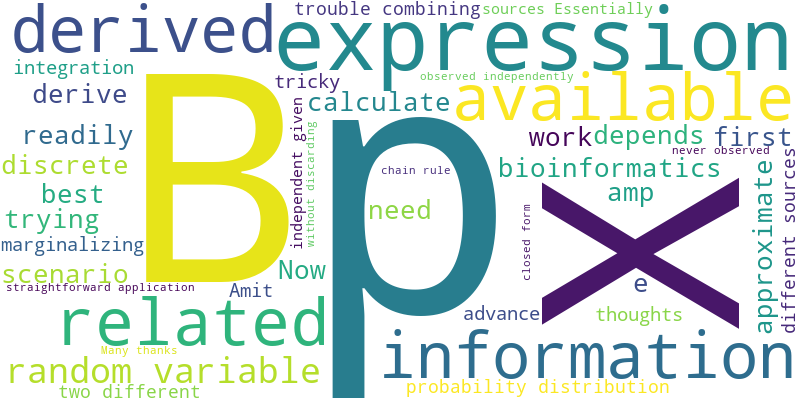 trouble combining
sources Essentially
derived
expression
integration
tricky
observed independently
derive
calculate
available
B
p
readily
work
depends
first
never observed
discrete
chain rule
bioinformatics
best
need
amp
trying
independent given
without discarding
x
marginalizing
closed form
approximate
different sources
scenario
Now
e
straightforward application
Amit
related
advance
thoughts
Many thanks
information
random variable
two different
probability distribution